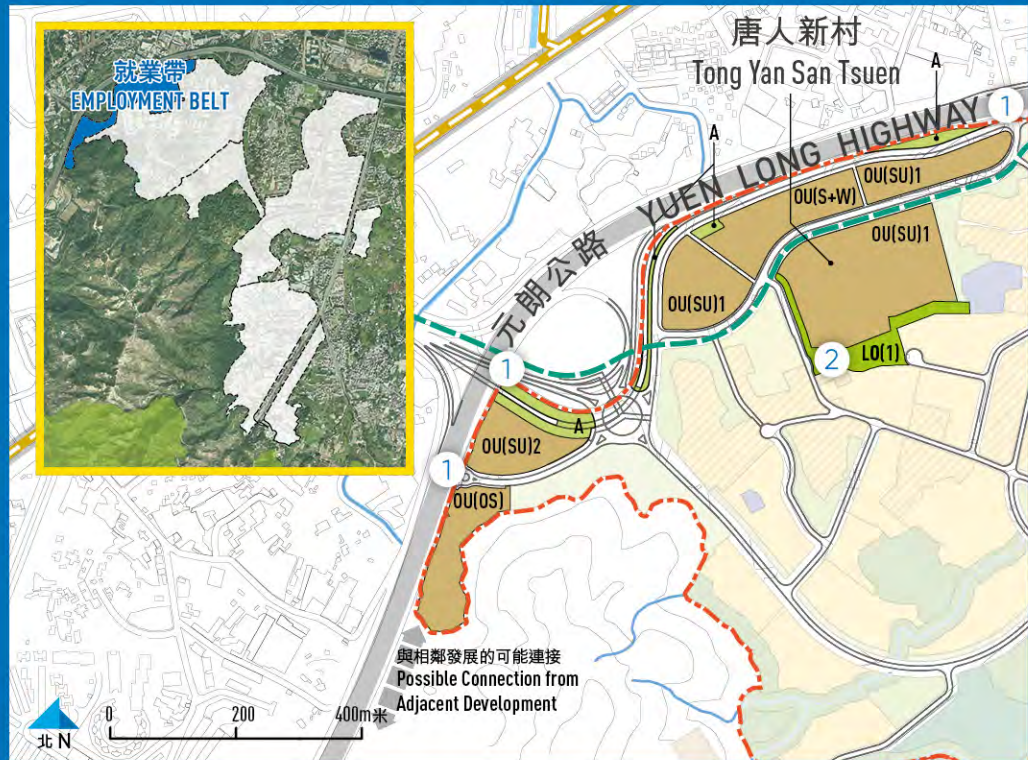 就業帶
EMPLOYMENT BELT
唐人新村
Tong Yan San Tsuen
A
A
1
元朗公路
YUEN LONG HIGHWAY
OU(SU)1
OU(S+W)
OU(SU)1
OU(SU)1
1
2
LO(1)
A
OU(SU)2
1
OU(OS)
與相鄰發展的可能連接
Possible Connection from
Adjacent Development
0
200
400m米
北 N